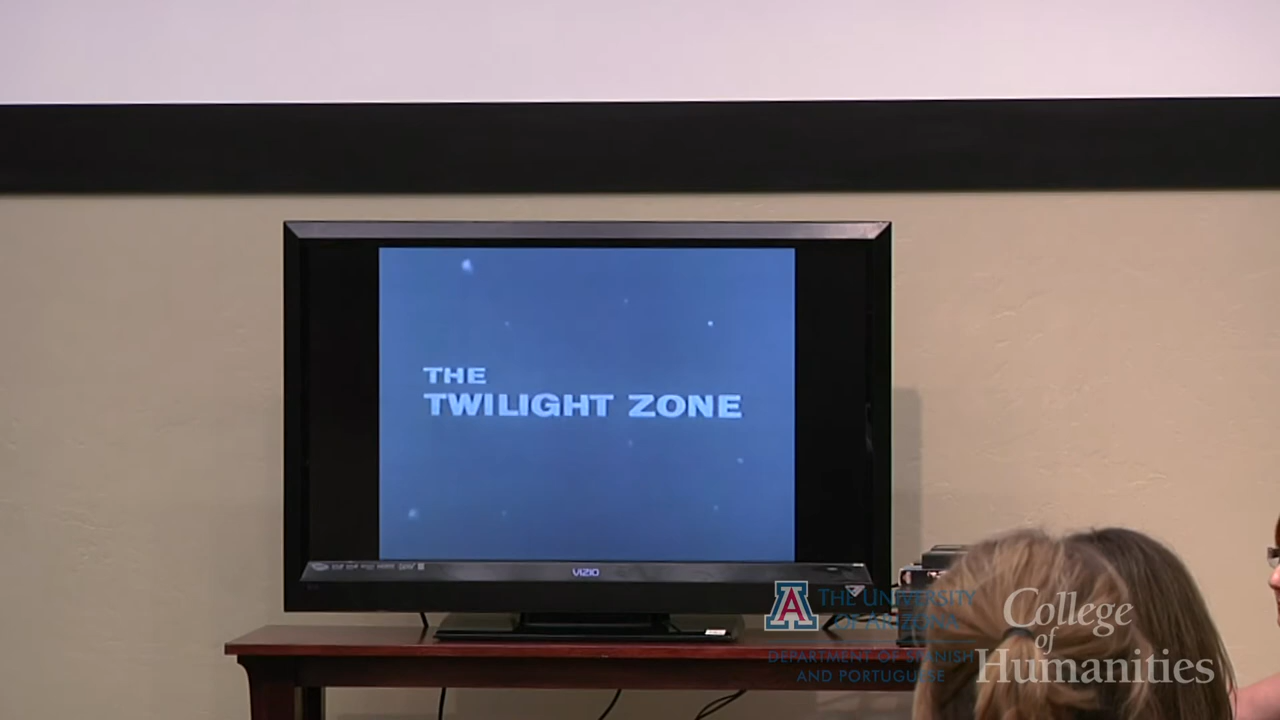 THE
TWILIGHT ZONE
VIZIO
A
THE UNIVERSITY
OF ARIZONA
DEPARTMENT OF SPANISH
AND PORTUGUESE
College
of
Humanities